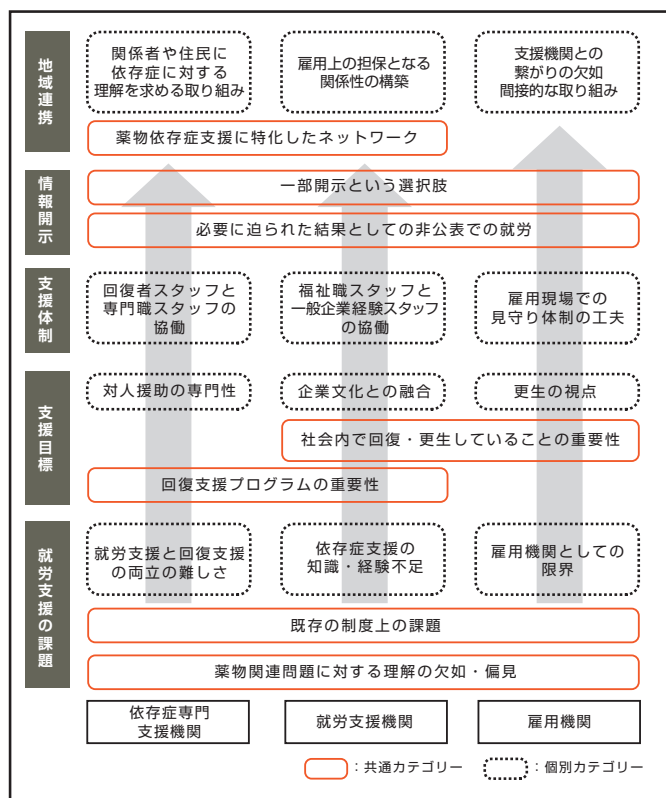 地域連携
関係者や住民に
依存症に対する
理解を求める取り組み
雇用上の担保となる
関係性の構築
支援機関との
繋がりの欠如
間接的な取り組み
薬物依存症支援に特化したネットワーク
情報開示
一部開示という選択肢
必要に迫られた結果としての非公表での就労
支援体制
回復者スタッフと
専門職スタッフの
協働
福祉職スタッフと
一般企業経験スタッフ
の協働
雇用現場での
見守り体制の工夫
支援目標
対人援助の専門性
企業文化との融合
更生の視点
社会内で回復・更生していることの重要性
回復支援プログラムの重要性
就労支援の課題
就労支援と回復支援
の両立の難しさ
依存症支援の
知識・経験不足
雇用機関としての
限界
既存の制度上の課題
薬物関連問題に対する理解の欠如・偏見
依存症専門
支援機関
就労支援機関
雇用機関
：共通カテゴリー
：個別カテゴリー